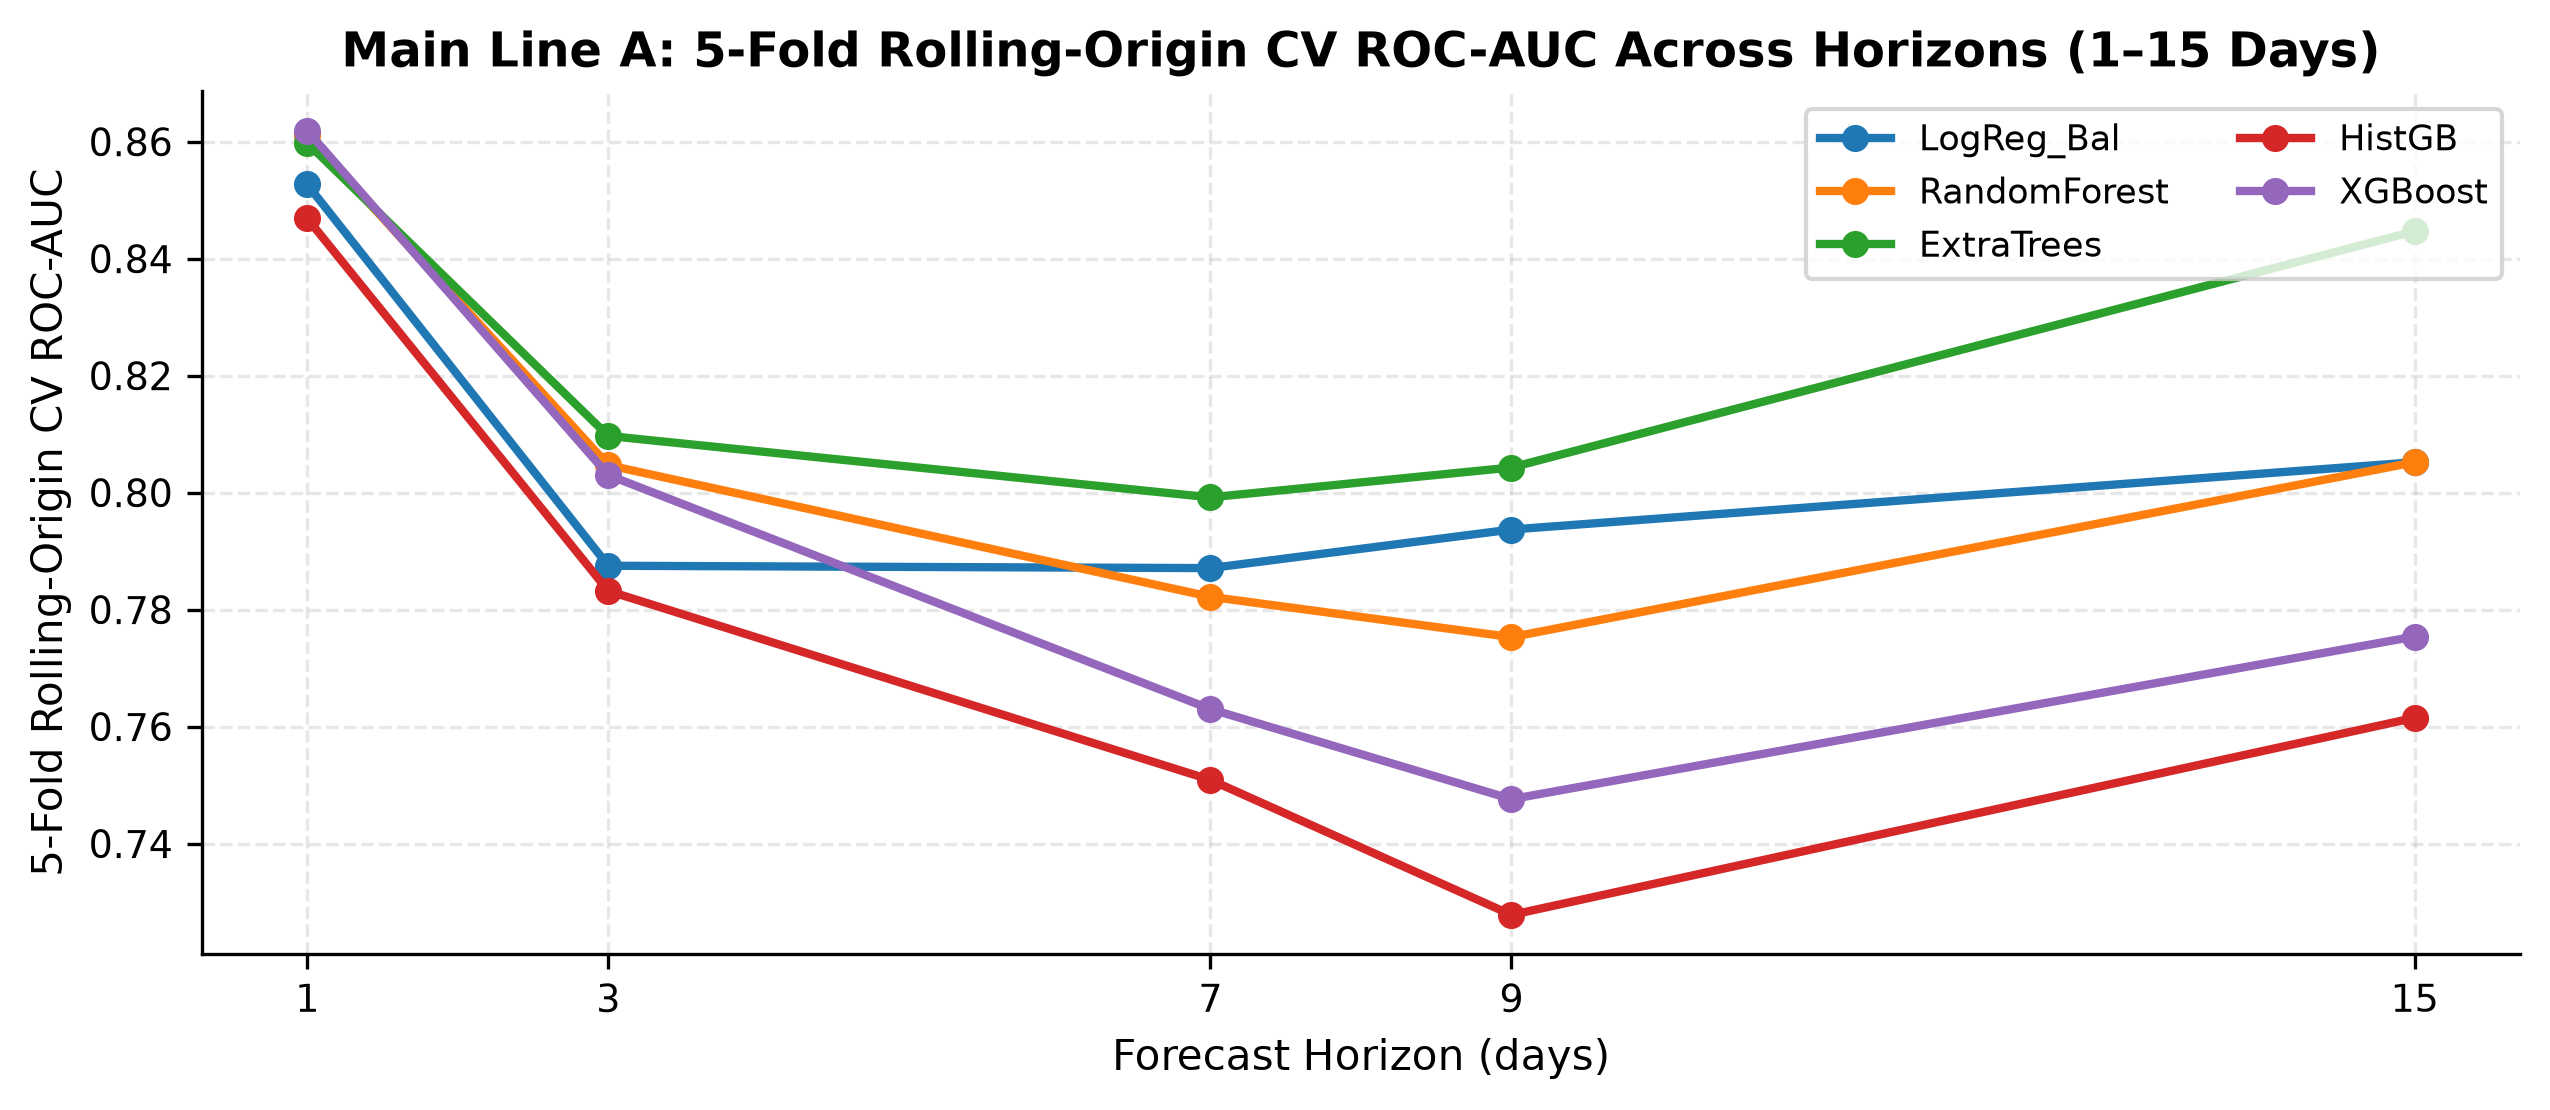 Main Line A: 5-Fold Rolling-Origin CV ROC-AUC Across Horizons (1–15 Days)
5-Fold Rolling-Origin CV ROC-AUC
0.86
0.84
0.82
0.80
0.78
0.76
0.74
LogReg_Bal
RandomForest
ExtraTrees
HistGB
XGBoost
1 3 7 9 15
Forecast Horizon (days)